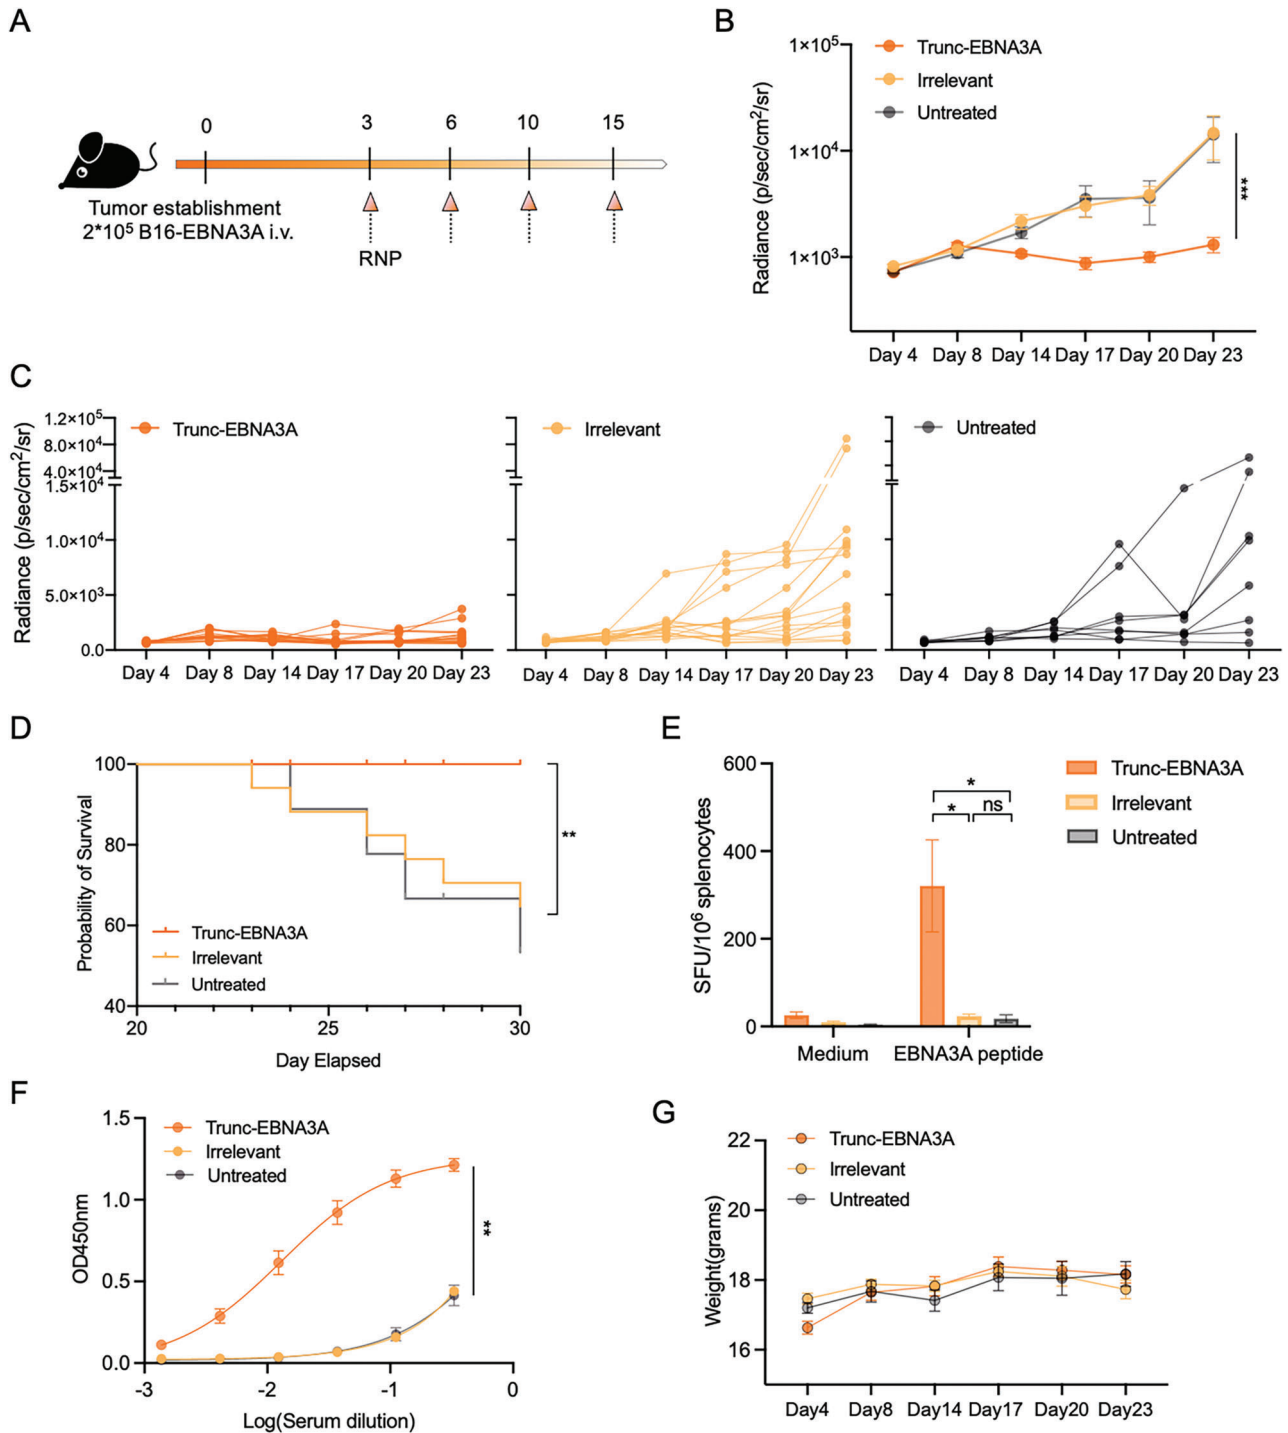 A
0 3 6 10 15
Tumor establishment
2*10⁵ B16-EBNA3A i.v.
RNP
B
Radiance (p/sec/cm²/sr)
1×10⁵
1×10⁴
1×10³
Trunc-EBNA3A
Irrelevant
Untreated
***
Day 4 Day 8 Day 14 Day 17 Day 20 Day 23
C
Radiance (p/sec/cm²/sr)
1.2×10⁵
8.0×10⁴
4.0×10⁴
1.5×10⁴
1.0×10⁴
5.0×10³
0.0
Trunc-EBNA3A
Day 4 Day 8 Day 14 Day 17 Day 20 Day 23
Irrelevant
Day 4 Day 8 Day 14 Day 17 Day 20 Day 23
Untreated
Day 4 Day 8 Day 14 Day 17 Day 20 Day 23
D
Probability of Survival
100
80
60
40
**
Trunc-EBNA3A
Irrelevant
Untreated
20 25 30
Day Elapsed
E
SFU/10⁶ splenocytes
600
400
200
0
*
* ns
Trunc-EBNA3A
Irrelevant
Untreated
Medium EBNA3A peptide
F
OD450nm
1.5
1.0
0.5
0.0
Trunc-EBNA3A
Irrelevant
Untreated
**
-3 -2 -1 0
Log(Serum dilution)
G
Weight(grams)
22
20
18
16
Trunc-EBNA3A
Irrelevant
Untreated
Day4 Day8 Day14 Day17 Day20 Day23